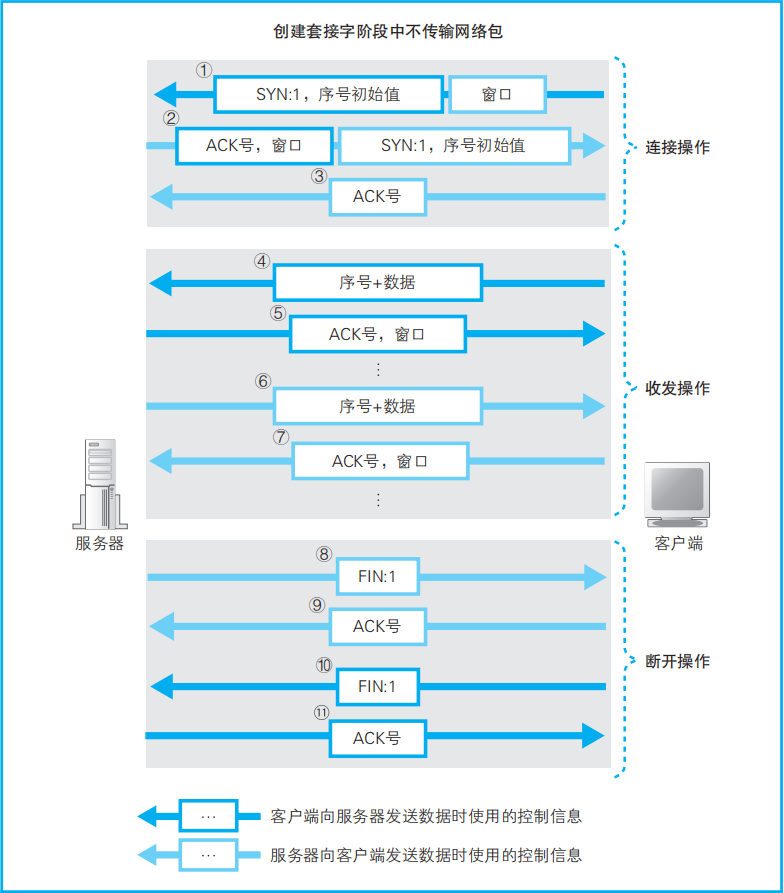 创建套接字阶段中不传输网络包
①
SYN:1，序号初始值
窗口
②
ACK号，窗口
SYN:1，序号初始值
③
ACK号
连接操作
④
序号+数据
⑤
ACK号，窗口
⋮
⑥
序号+数据
⑦
ACK号，窗口
⋮
收发操作
服务器
客户端
⑧
FIN:1
⑨
ACK号
⑩
FIN:1
⑪
ACK号
断开操作
… 客户端向服务器发送数据时使用的控制信息
… 服务器向客户端发送数据时使用的控制信息